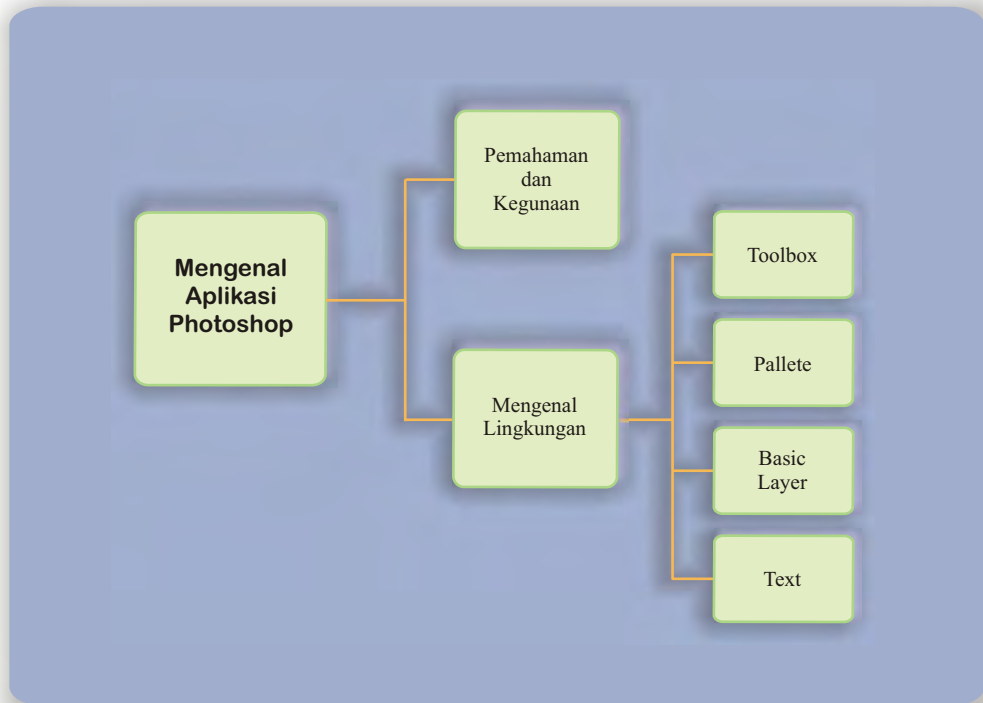 Mengenal
Aplikasi
Photoshop
Pemahaman
dan
Kegunaan
Mengenal
Lingkungan
Toolbox
Pallete
Basic
Layer
Text